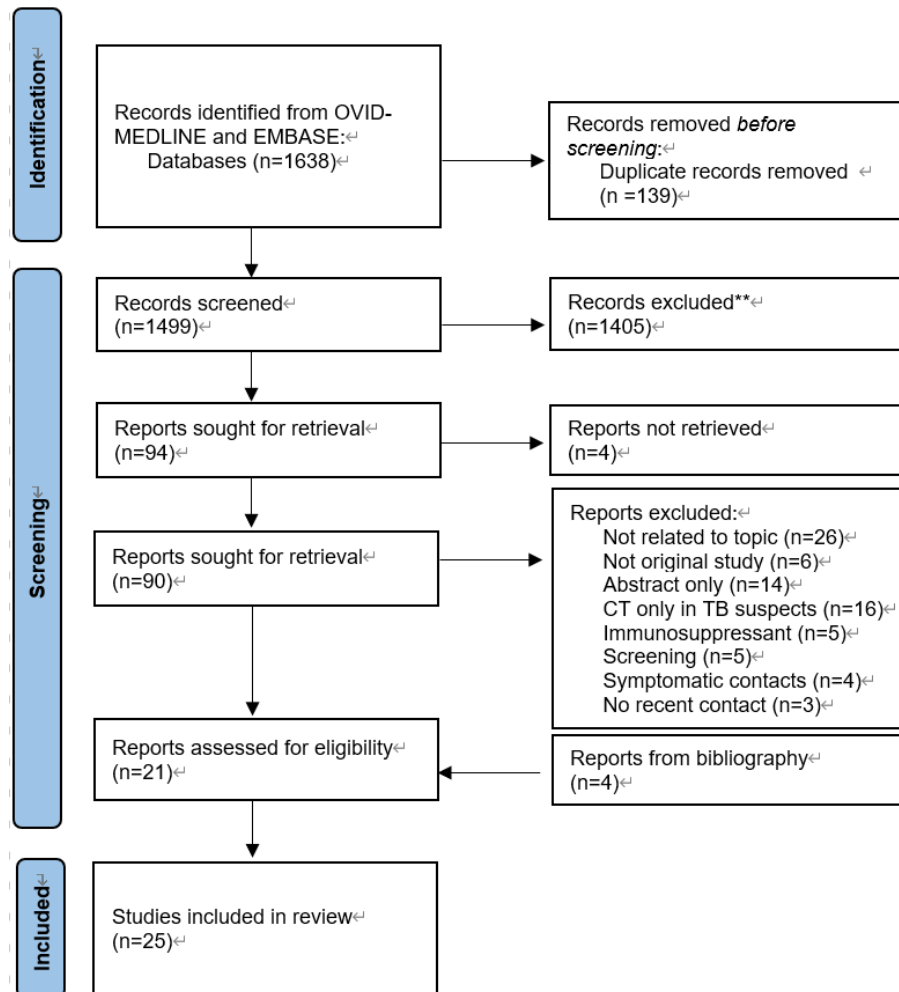 Identification
Records identified from OVID-
MEDLINE and EMBASE:
Databases (n=1638)
Records removed before
screening:
Duplicate records removed
(n =139)
Screening
Records screened
(n=1499)
Records excluded**
(n=1405)
Reports sought for retrieval
(n=94)
Reports not retrieved
(n=4)
Reports sought for retrieval
(n=90)
Reports excluded:
Not related to topic (n=26)
Not original study (n=6)
Abstract only (n=14)
CT only in TB suspects (n=16)
Immunosuppressant (n=5)
Screening (n=5)
Symptomatic contacts (n=4)
No recent contact (n=3)
Reports assessed for eligibility
(n=21)
Reports from bibliography
(n=4)
Included
Studies included in review
(n=25)